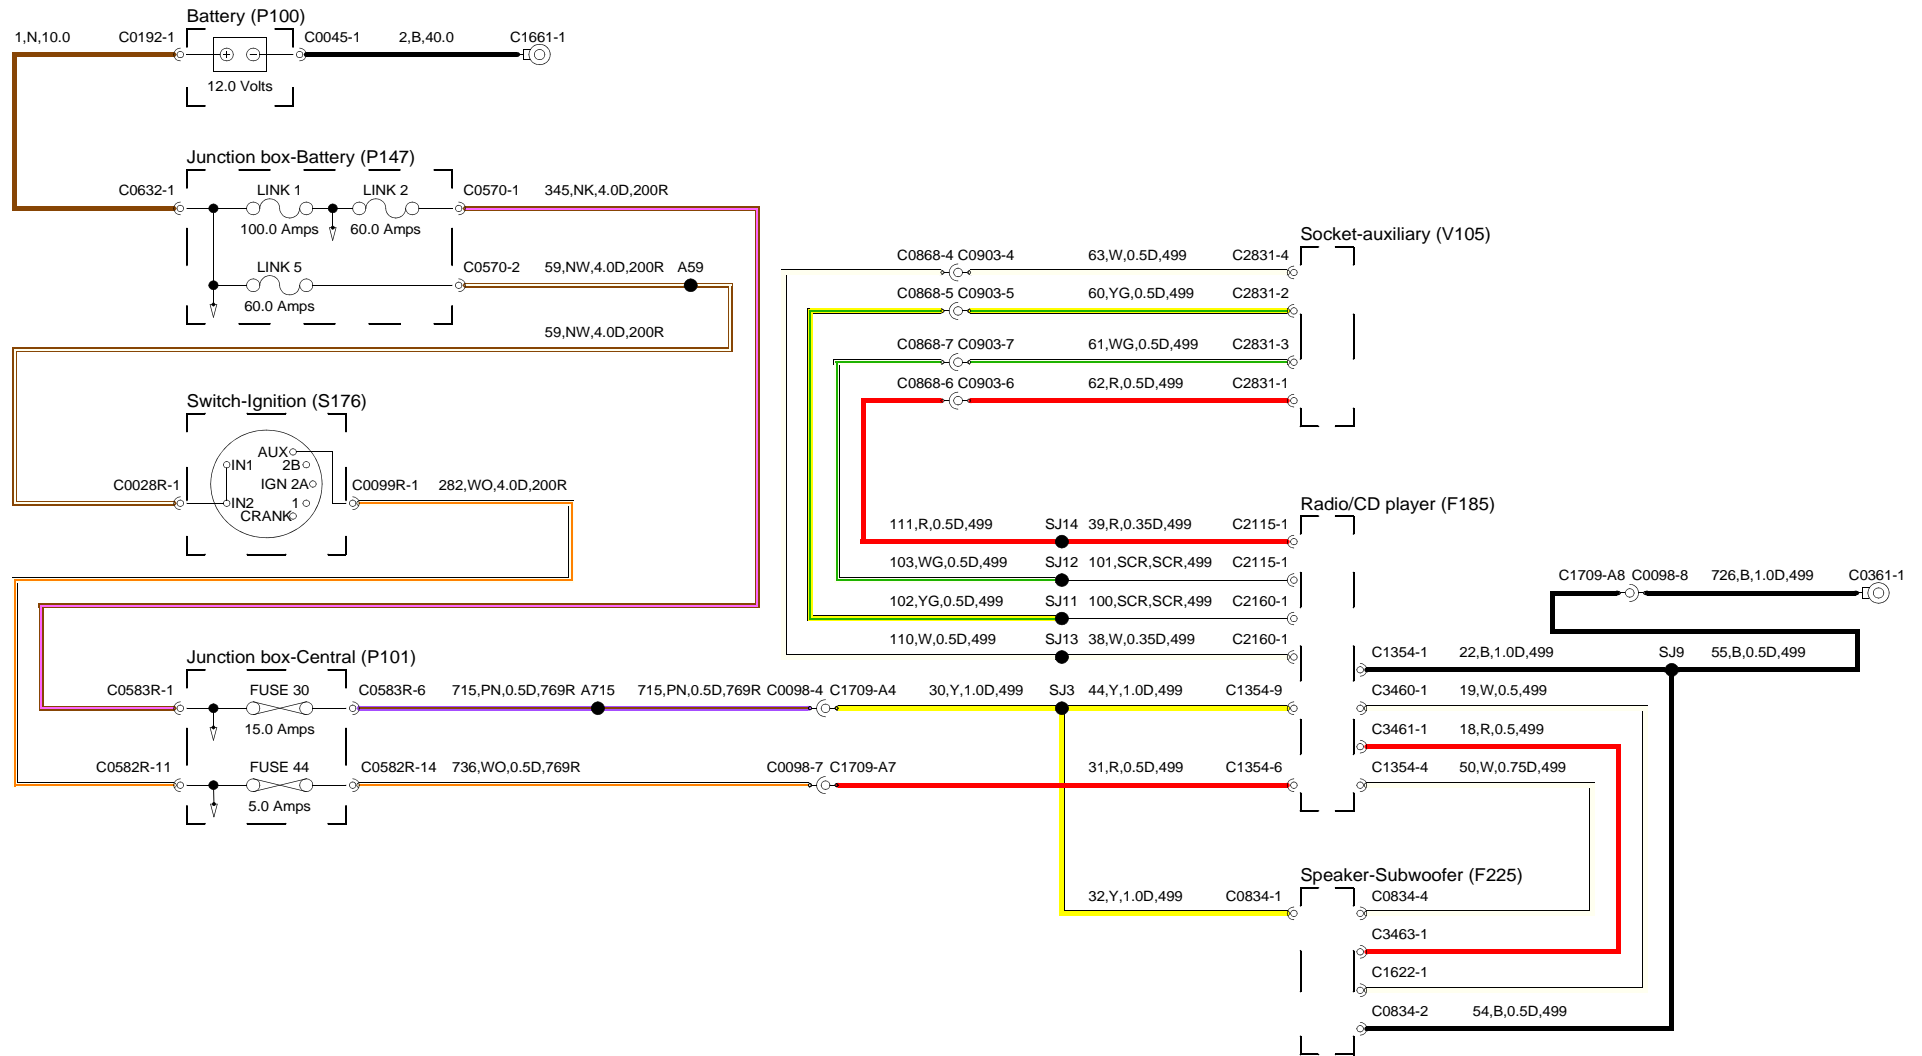 Battery (P100)
1,N,10.0 C0192-1 C0045-1 2,B,40.0 C1661-1
12.0 Volts
Junction box-Battery (P147)
C0632-1 LINK 1 LINK 2 C0570-1 345,NK,4.0D,200R
100.0 Amps 60.0 Amps
LINK 5 C0570-2 59,NW,4.0D,200R A59
60.0 Amps
59,NW,4.0D,200R
Switch-Ignition (S176)
AUX
IN1 2B
IGN 2A
C0028R-1 C0099R-1 282,WO,4.0D,200R
IN2 1
CRANK
Junction box-Central (P101)
C0583R-1 FUSE 30 C0583R-6 715,PN,0.5D,769R A715 715,PN,0.5D,769R C0098-4 C1709-A4 30,Y,1.0D,499 SJ3 44,Y,1.0D,499 C1354-9
15.0 Amps
C0582R-11 FUSE 44 C0582R-14 736,WO,0.5D,769R C0098-7 C1709-A7 31,R,0.5D,499 C1354-6
5.0 Amps
Socket-auxiliary (V105)
C0868-4 C0903-4 63,W,0.5D,499 C2831-4
C0868-5 C0903-5 60,YG,0.5D,499 C2831-2
C0868-7 C0903-7 61,WG,0.5D,499 C2831-3
C0868-6 C0903-6 62,R,0.5D,499 C2831-1
Radio/CD player (F185)
111,R,0.5D,499 SJ14 39,R,0.35D,499 C2115-1
103,WG,0.5D,499 SJ12 101,SCR,SCR,499 C2115-1
102,YG,0.5D,499 SJ11 100,SCR,SCR,499 C2160-1
110,W,0.5D,499 SJ13 38,W,0.35D,499 C2160-1
C1709-A8 C0098-8 726,B,1.0D,499 C0361-1
C1354-1 22,B,1.0D,499 SJ9 55,B,0.5D,499
C3460-1 19,W,0.5,499
C3461-1 18,R,0.5,499
C1354-4 50,W,0.75D,499
Speaker-Subwoofer (F225)
32,Y,1.0D,499 C0834-1 C0834-4
C3463-1
C1622-1
C0834-2 54,B,0.5D,499